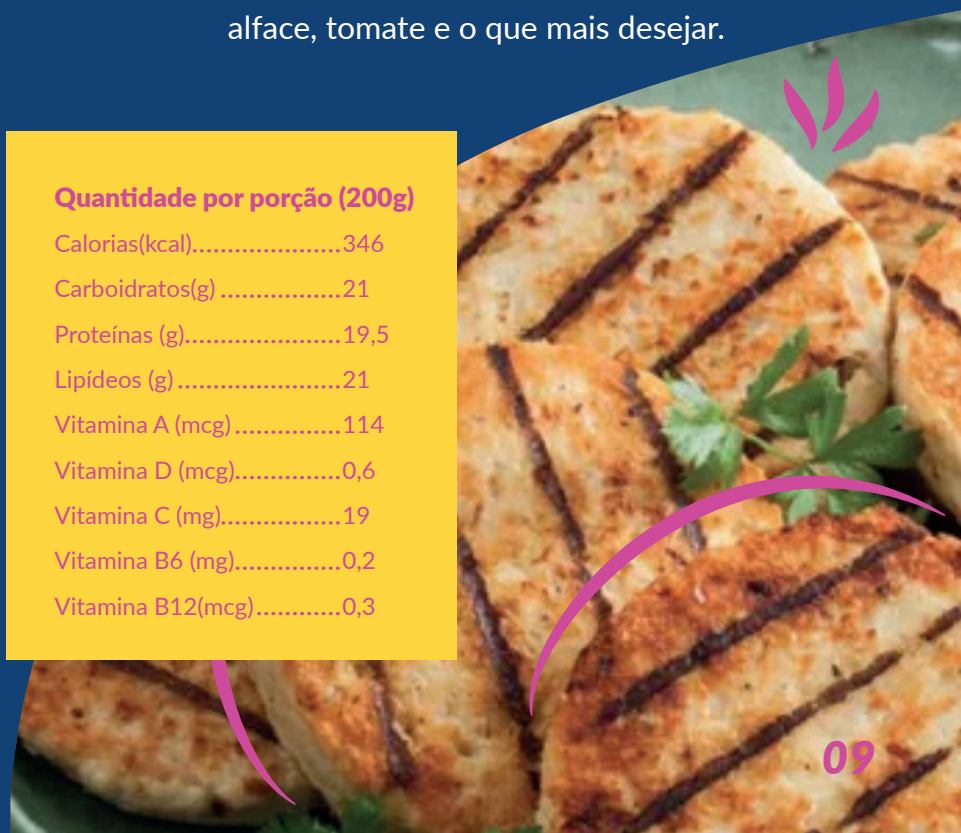 alface, tomate e o que mais desejar.
Quantidade por porção (200g)
Calorias(kcal).....................346
Carboidratos(g) .................21
Proteínas (g)......................19,5
Lipídeos (g) .......................21
Vitamina A (mcg) ...............114
Vitamina D (mcg)...............0,6
Vitamina C (mg).................19
Vitamina B6 (mg)...............0,2
Vitamina B12(mcg)............0,3
09